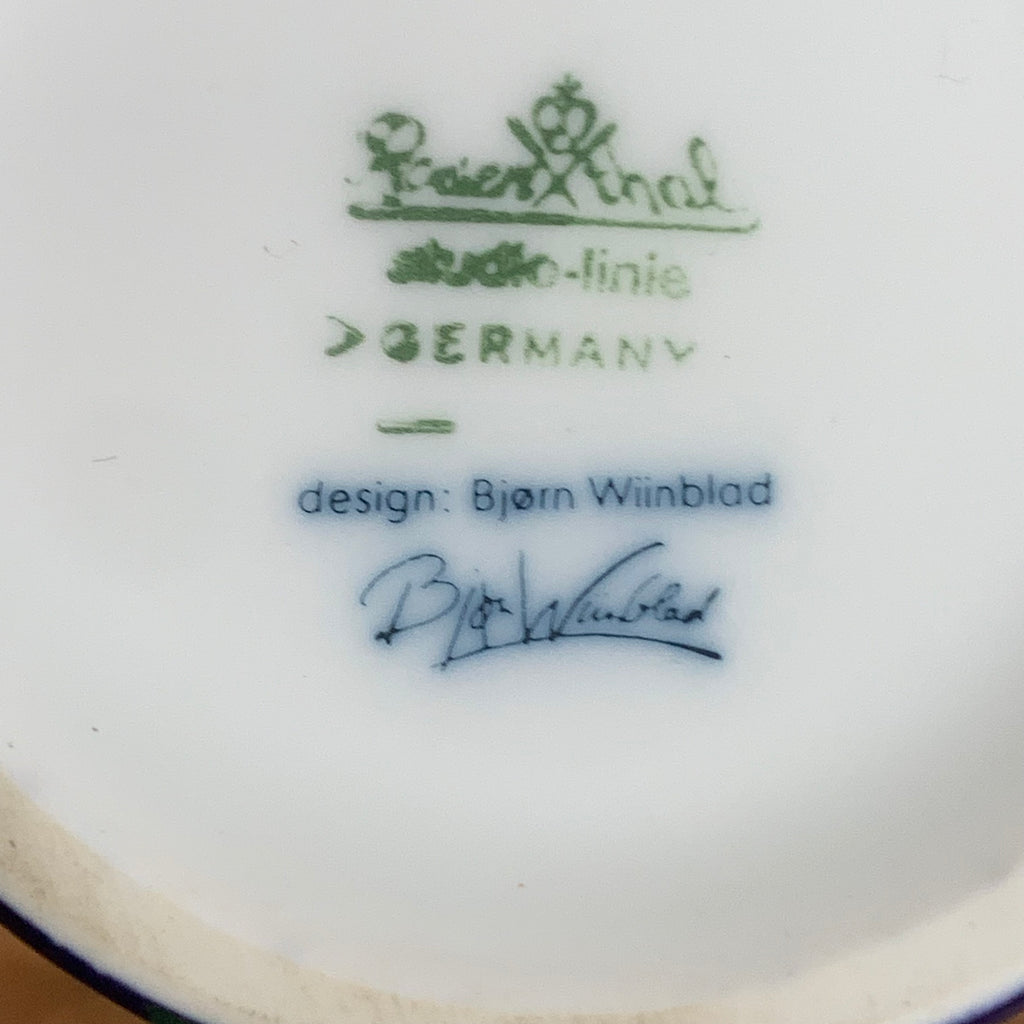 Rosenthal
studio-linie
GERMANY
design: Bjørn Wiinblad
Bjørn Wiinblad